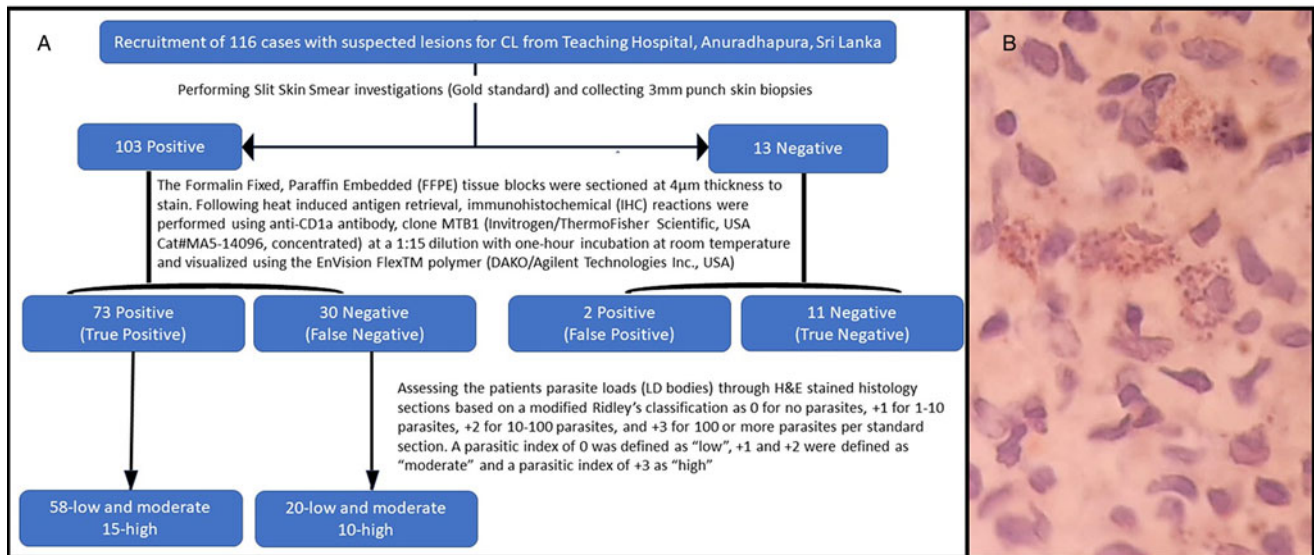 A
Recruitment of 116 cases with suspected lesions for CL from Teaching Hospital, Anuradhapura, Sri Lanka
Performing Slit Skin Smear investigations (Gold standard) and collecting 3mm punch skin biopsies
103 Positive
13 Negative
The Formalin Fixed, Paraffin Embedded (FFPE) tissue blocks were sectioned at 4µm thickness to
stain. Following heat induced antigen retrieval, immunohistochemical (IHC) reactions were
performed using anti-CD1a antibody, clone MTB1 (Invitrogen/ThermoFisher Scientific, USA
Cat#MA5-14096, concentrated) at a 1:15 dilution with one-hour incubation at room temperature
and visualized using the EnVision FlexTM polymer (DAKO/Agilent Technologies Inc., USA)
73 Positive
(True Positive)
30 Negative
(False Negative)
2 Positive
(False Positive)
11 Negative
(True Negative)
Assessing the patients parasite loads (LD bodies) through H&E stained histology
sections based on a modified Ridley's classification as 0 for no parasites, +1 for 1-10
parasites, +2 for 10-100 parasites, and +3 for 100 or more parasites per standard
section. A parasitic index of 0 was defined as "low", +1 and +2 were defined as
"moderate" and a parasitic index of +3 as "high"
58-low and moderate
15-high
20-low and moderate
10-high
B